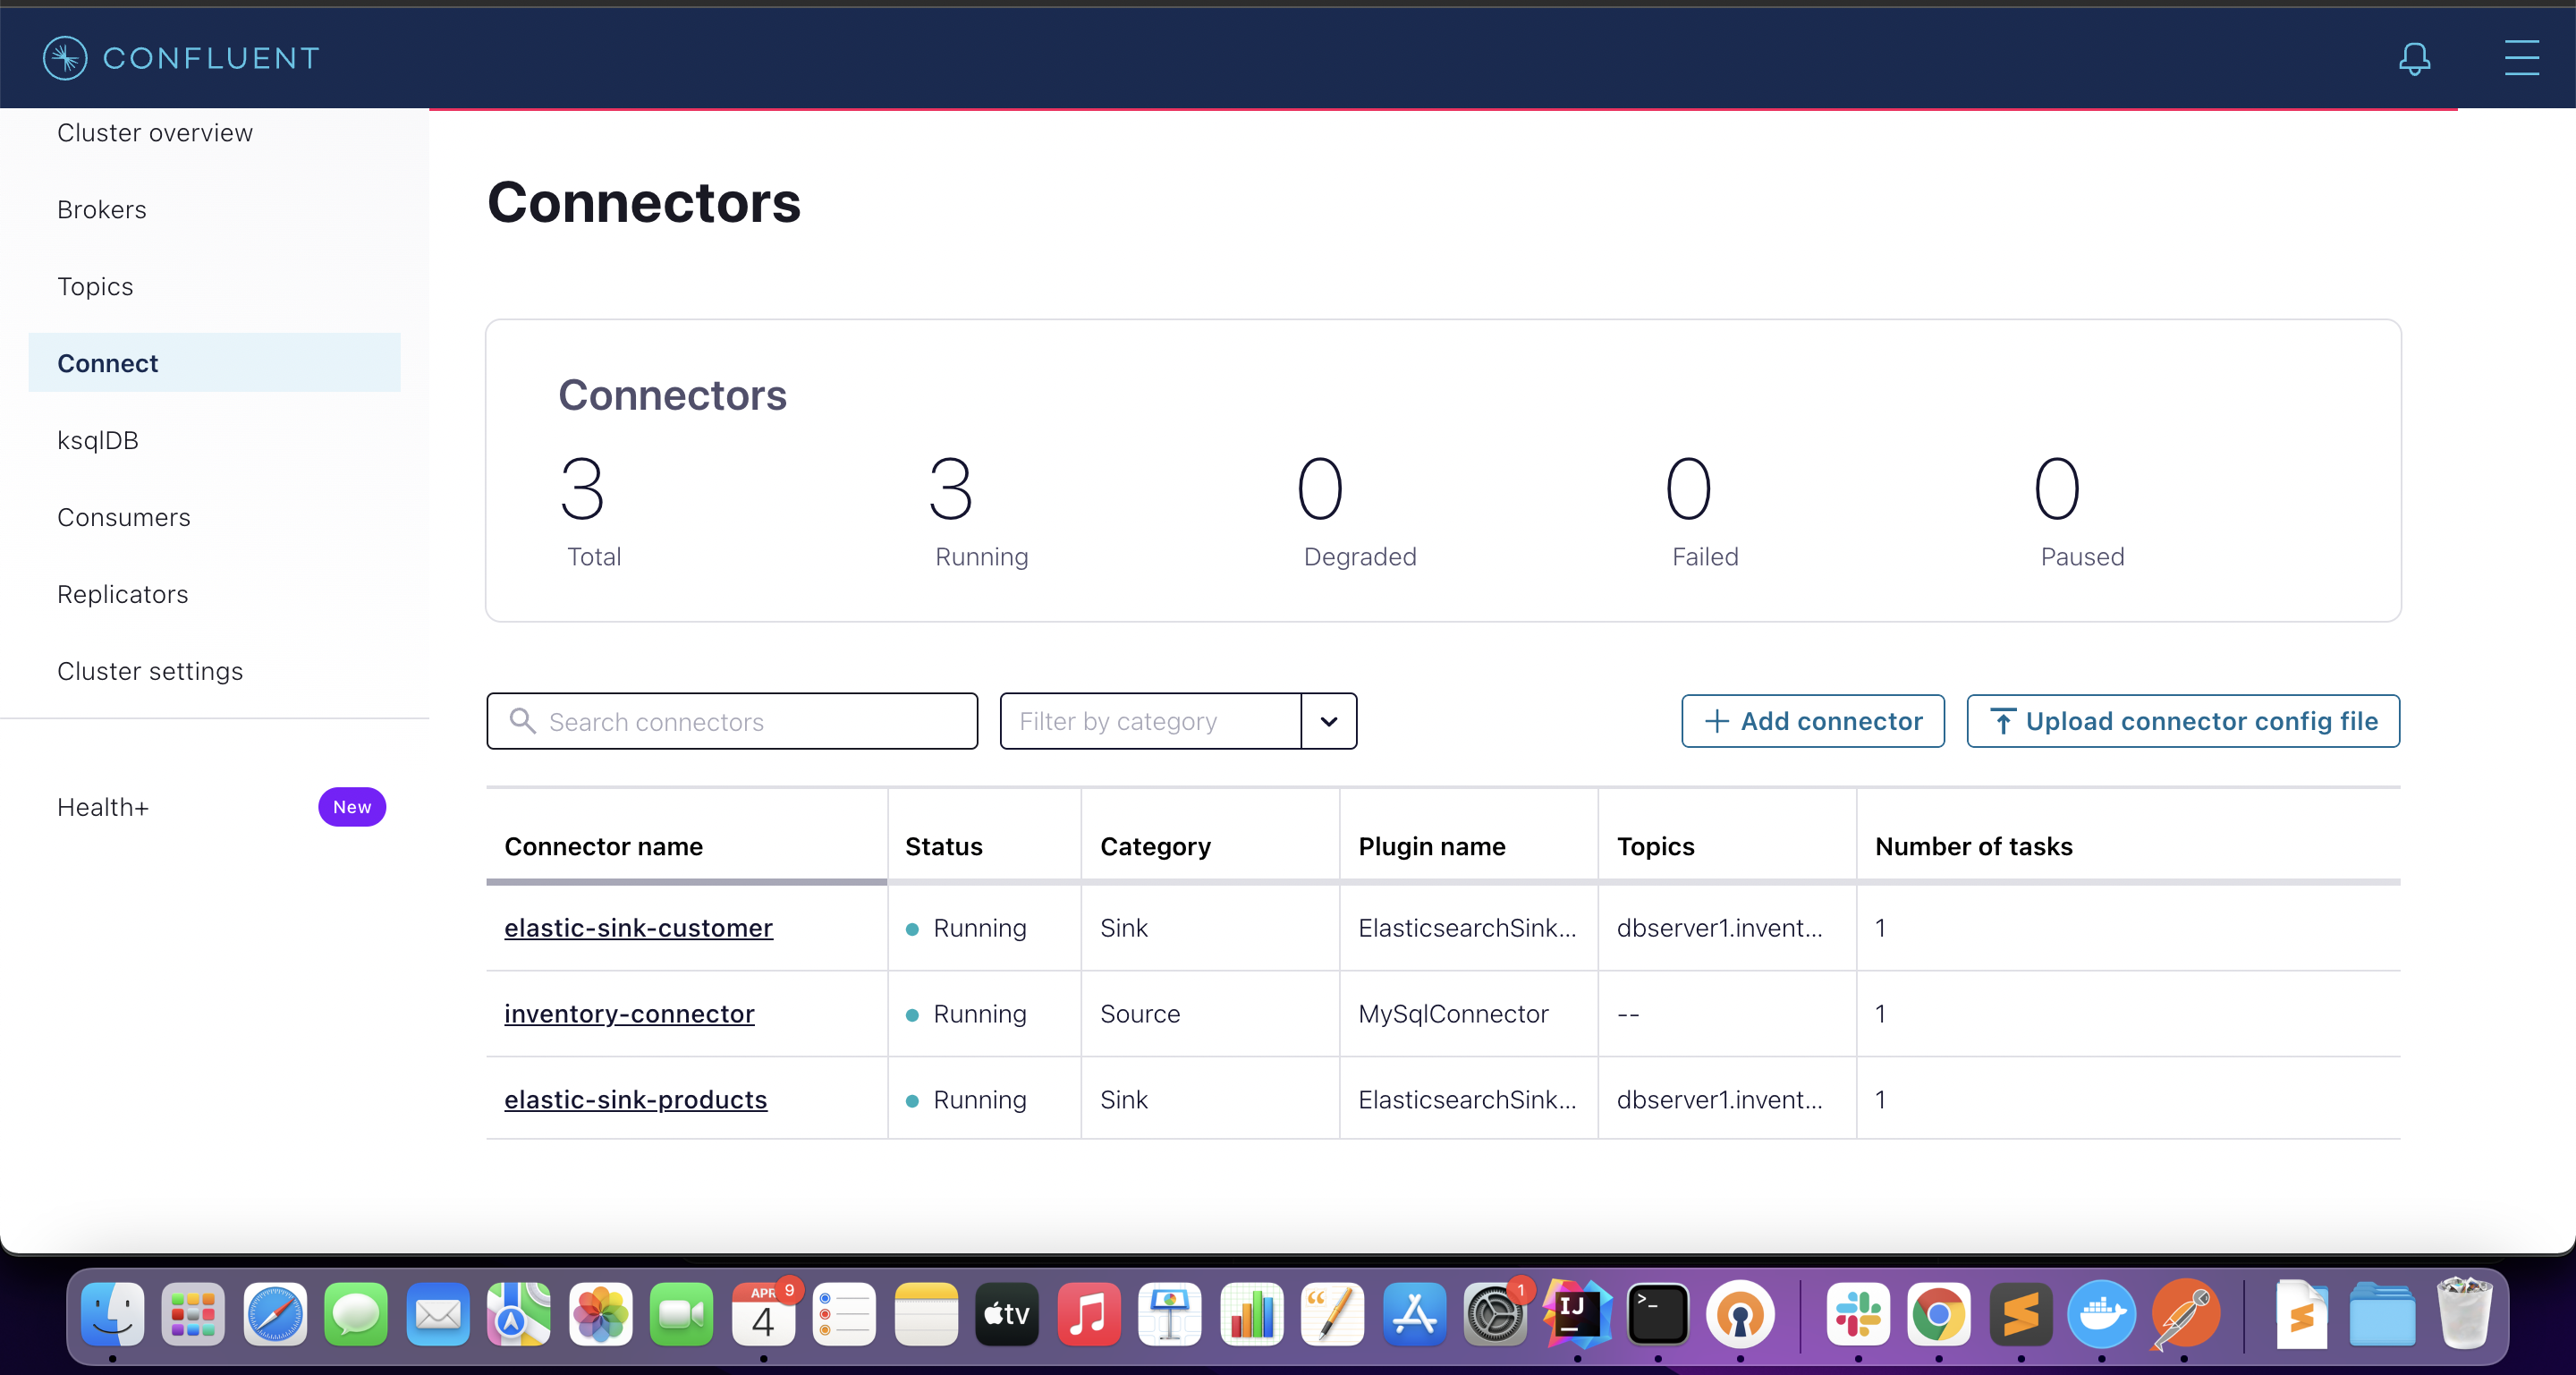 CONFLUENT
Cluster overview
Brokers
Topics
Connect
ksqlDB
Consumers
Replicators
Cluster settings
Health+ New
Connectors
Connectors
3 3 0 0 0
Total Running Degraded Failed Paused
Search connectors Filter by category + Add connector Upload connector config file
Connector name Status Category Plugin name Topics Number of tasks
elastic-sink-customer Running Sink ElasticsearchSink... dbserver1.invent... 1
inventory-connector Running Source MySqlConnector -- 1
elastic-sink-products Running Sink ElasticsearchSink... dbserver1.invent... 1
APR 9
4
tv
1
IJ
>_